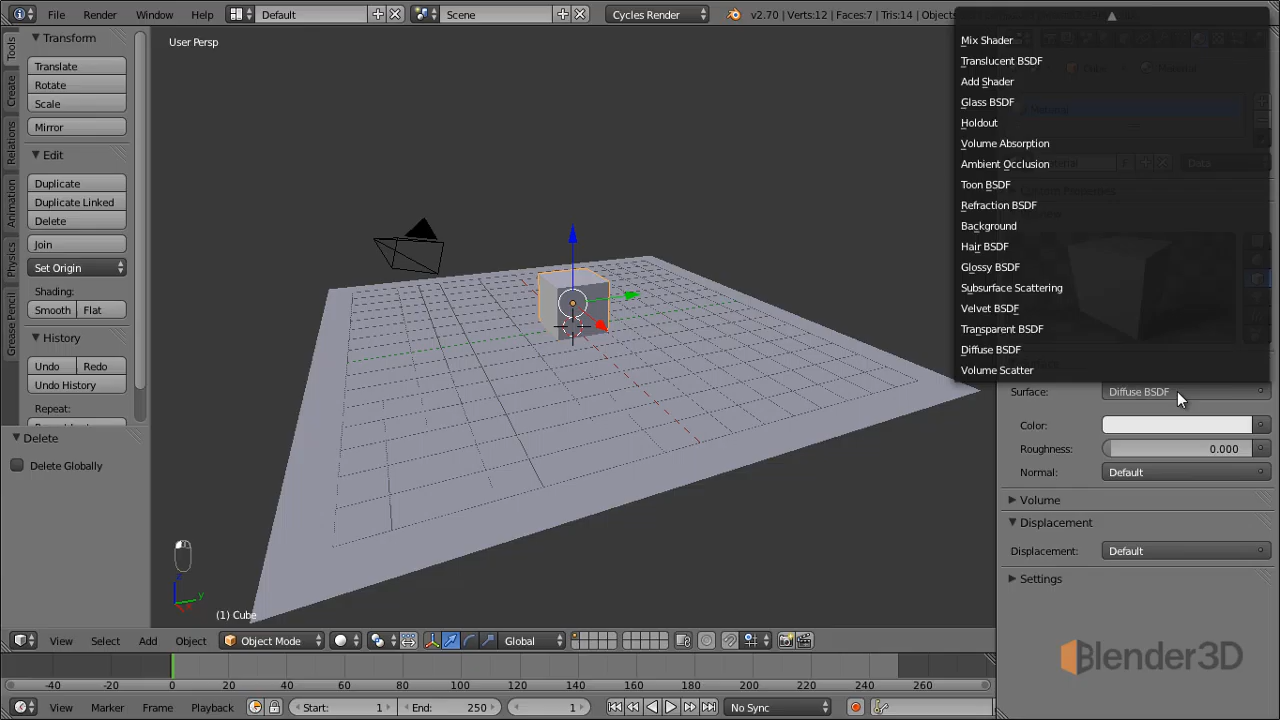 File Render Window Help Default Scene Cycles Render v2.70 | Verts:12 | Faces:7 | Tris:14 | Objects:
User Persp
Tools
Create
Relations
Animation
Physics
Grease Pencil
Transform
Translate
Rotate
Scale
Mirror
Edit
Duplicate
Duplicate Linked
Delete
Join
Set Origin
Shading:
Smooth Flat
History
Undo Redo
Undo History
Repeat:
Delete
Delete Globally
z
y
(1) Cube
Mix Shader
Translucent BSDF
Add Shader
Glass BSDF
Holdout
Volume Absorption
Ambient Occlusion
Toon BSDF
Refraction BSDF
Background
Hair BSDF
Glossy BSDF
Subsurface Scattering
Velvet BSDF
Transparent BSDF
Diffuse BSDF
Volume Scatter
Surface: Diffuse BSDF
Color:
Roughness: 0.000
Normal: Default
Volume
Displacement
Displacement: Default
Settings
Blender3D
View Select Add Object Object Mode Global
-40 -20 0 20 40 60 80 100 120 140 160 180 200 220 240 260
View Marker Frame Playback Start: 1 End: 250 1 No Sync